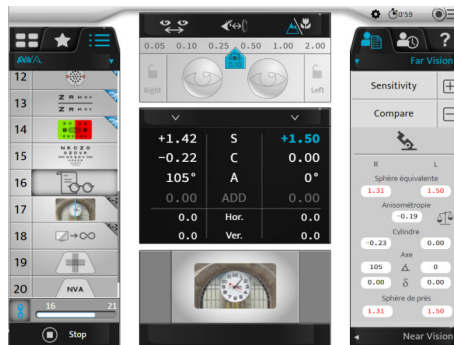 0:59
?
AVA
Far Vision
0.05 0.10 0.25 0.50 1.00 2.00
0.10
Right
Left
12
13
Z R H O V
14
15
N K C Z O
16
17
18
→∞
19
20
NVA
16
21
Stop
+1.42 S +1.50
−0.22 C 0.00
105° A 0°
0.00 ADD 0.00
0.0 Hor. 0.0
0.0 Ver. 0.0
Sensitivity
Compare
R L
Sphère équivalente
1.31 1.50
Anisométropie
−0.19
Cylindre
−0.23 0.00
Axe
105 0
0.00 0.00
Sphère de près
1.31 1.50
Near Vision